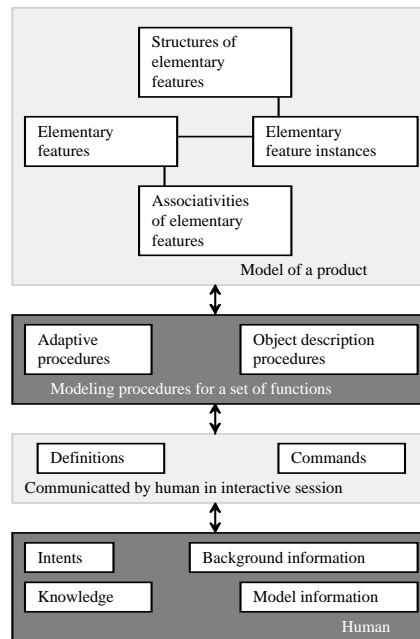 Structures of
elementary
features
Elementary
features
Elementary
feature instances
Associativities
of elementary
features
Model of a product
Adaptive
procedures
Object description
procedures
Modeling procedures for a set of functions
Definitions
Commands
Communicatted by human in interactive session
Intents
Background information
Knowledge
Model information
Human